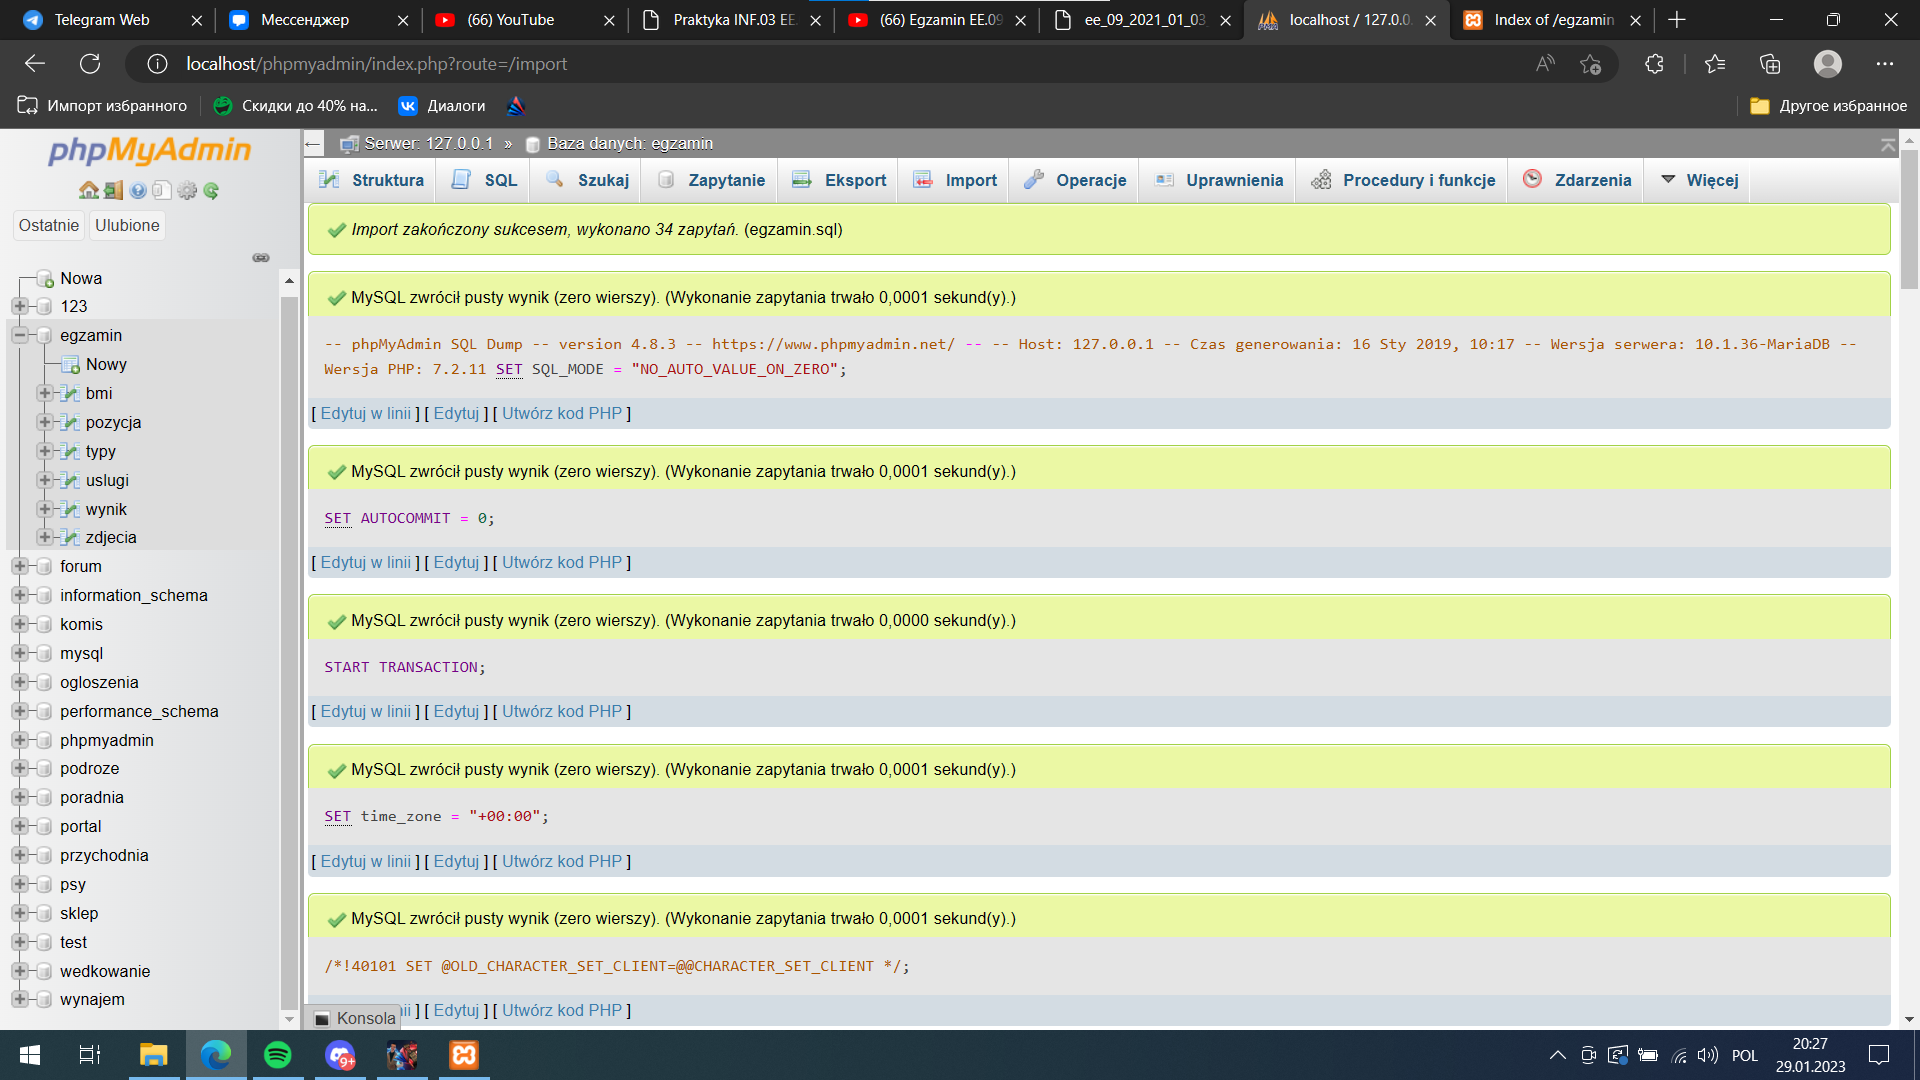 Telegram Web
Мессенджер
(66) YouTube
Praktyka INF.03 EE
(66) Egzamin EE.09
ee_09_2021_01_03
localhost / 127.0.0
Index of /egzamin
localhost/phpmyadmin/index.php?route=/import
Импорт избранного
Скидки до 40% на...
Диалоги
Другое избранное
phpMyAdmin
Ostatnie
Ulubione
Nowa
123
egzamin
Nowy
bmi
pozycja
typy
uslugi
wynik
zdjecia
forum
information_schema
komis
mysql
ogloszenia
performance_schema
phpmyadmin
podroze
poradnia
portal
przychodnia
psy
sklep
test
wedkowanie
wynajem
Serwer: 127.0.0.1 » Baza danych: egzamin
Struktura
SQL
Szukaj
Zapytanie
Eksport
Import
Operacje
Uprawnienia
Procedury i funkcje
Zdarzenia
Więcej
Import zakończony sukcesem, wykonano 34 zapytań. (egzamin.sql)
MySQL zwrócił pusty wynik (zero wierszy). (Wykonanie zapytania trwało 0,0001 sekund(y).)
-- phpMyAdmin SQL Dump -- version 4.8.3 -- https://www.phpmyadmin.net/ -- -- Host: 127.0.0.1 -- Czas generowania: 16 Sty 2019, 10:17 -- Wersja serwera: 10.1.36-MariaDB --
Wersja PHP: 7.2.11 SET SQL_MODE = "NO_AUTO_VALUE_ON_ZERO";
[ Edytuj w linii ] [ Edytuj ] [ Utwórz kod PHP ]
MySQL zwrócił pusty wynik (zero wierszy). (Wykonanie zapytania trwało 0,0001 sekund(y).)
SET AUTOCOMMIT = 0;
[ Edytuj w linii ] [ Edytuj ] [ Utwórz kod PHP ]
MySQL zwrócił pusty wynik (zero wierszy). (Wykonanie zapytania trwało 0,0000 sekund(y).)
START TRANSACTION;
[ Edytuj w linii ] [ Edytuj ] [ Utwórz kod PHP ]
MySQL zwrócił pusty wynik (zero wierszy). (Wykonanie zapytania trwało 0,0001 sekund(y).)
SET time_zone = "+00:00";
[ Edytuj w linii ] [ Edytuj ] [ Utwórz kod PHP ]
MySQL zwrócił pusty wynik (zero wierszy). (Wykonanie zapytania trwało 0,0001 sekund(y).)
/*!40101 SET @OLD_CHARACTER_SET_CLIENT=@@CHARACTER_SET_CLIENT */;
ii ] [ Edytuj ] [ Utwórz kod PHP ]
Konsola
9+
POL
20:27
29.01.2023